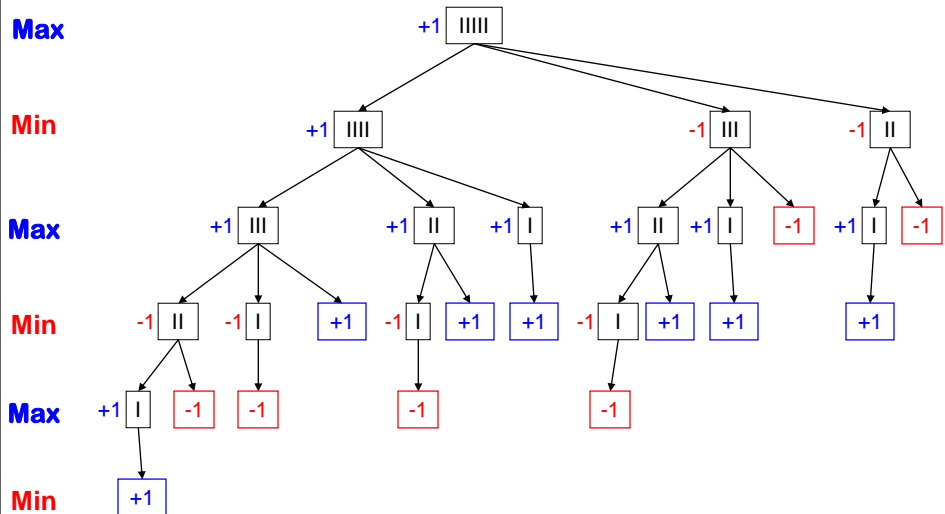 Max +1 IIIII
Min +1 IIII -1 III -1 II
Max +1 III +1 II +1 I +1 II +1 I -1 +1 I -1
Min -1 II -1 I +1 -1 I +1 +1 -1 I +1 +1 +1
Max +1 I -1 -1 -1 -1
Min +1